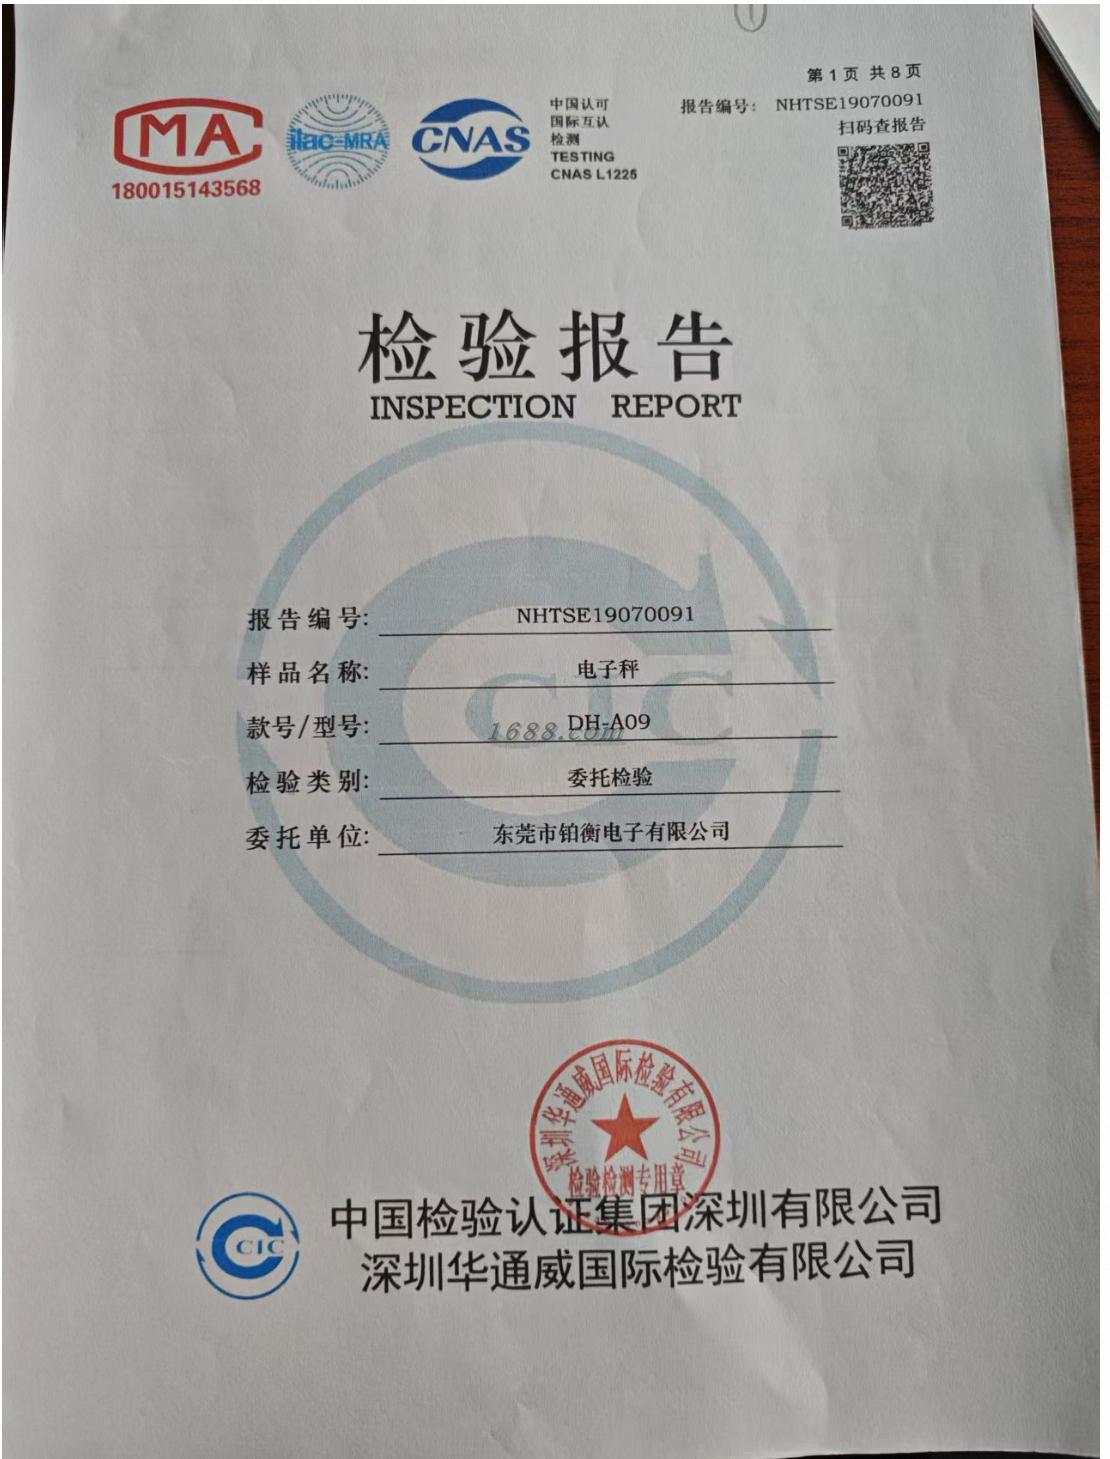 ①
第 1 页 共 8 页
报告编号: NHTSE19070091
扫码查报告
MA
180015143568
ilac-MRA
CNAS
中国认可
国际互认
检测
TESTING
CNAS L1225
检验报告
INSPECTION REPORT
报告编号: NHTSE19070091
样品名称: 电子秤
款号/型号: DH-A09
1688.com
检验类别: 委托检验
委托单位: 东莞市铂衡电子有限公司
CIC
深圳华通威国际检验有限公司
检验检测专用章
CIC
中国检验认证集团深圳有限公司
深圳华通威国际检验有限公司